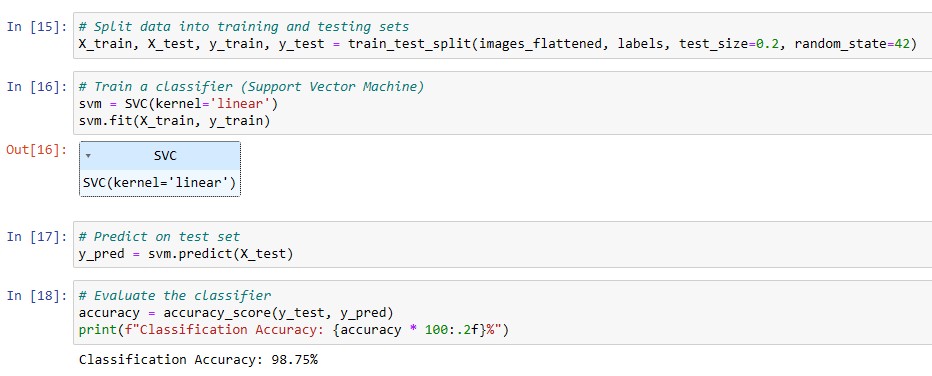 In [15]: # Split data into training and testing sets
X_train, X_test, y_train, y_test = train_test_split(images_flattened, labels, test_size=0.2, random_state=42)
In [16]: # Train a classifier (Support Vector Machine)
svm = SVC(kernel='linear')
svm.fit(X_train, y_train)
Out[16]:
▾ SVC
SVC(kernel='linear')
In [17]: # Predict on test set
y_pred = svm.predict(X_test)
In [18]: # Evaluate the classifier
accuracy = accuracy_score(y_test, y_pred)
print(f"Classification Accuracy: {accuracy * 100:.2f}%")
Classification Accuracy: 98.75%